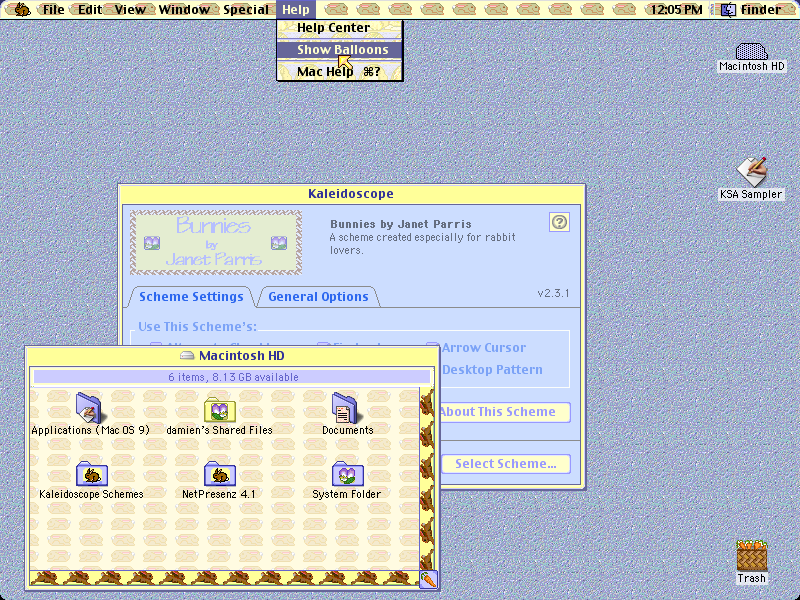 File Edit View Window Special Help 12:05 PM Finder
Help Center
Show Balloons
Mac Help ⌘?
Macintosh HD
KSA Sampler
Kaleidoscope
Bunnies
by
Janet Parris
Bunnies by Janet Parris
A scheme created especially for rabbit
lovers.
?
v2.3.1
Scheme Settings General Options
Use This Scheme's:
Arrow Cursor
Desktop Pattern
About This Scheme
Select Scheme...
Macintosh HD
6 items, 8.13 GB available
Applications (Mac OS 9) damien's Shared Files Documents
Kaleidoscope Schemes NetPresenz 4.1 System Folder
Trash